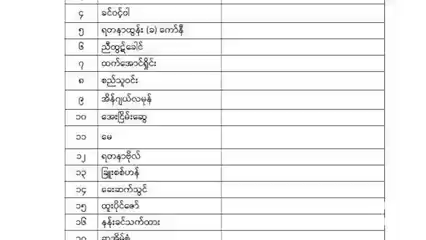 ၄ ခင်ဝင့်ဝါ
၅ ရတနာထွန်း (ခ) ကော်နီ
၆ ညီထွဋ်ခေါင်
၇ ထက်အောင်ရှိုင်း
၈ စည်သူဝင်း
၉ အိန်ဂျယ်လမုန်
၁၀ အေးငြိမ်းဆွေ
၁၁ မေ
၁၂ ရတနာဗိုလ်
၁၃ ခြူးစစ်ဟန်
၁၄ ခေးဆက်သွင်
၁၅ ထူးပိုင်ဇော်
၁၆ နန်းခင်သက်ထား